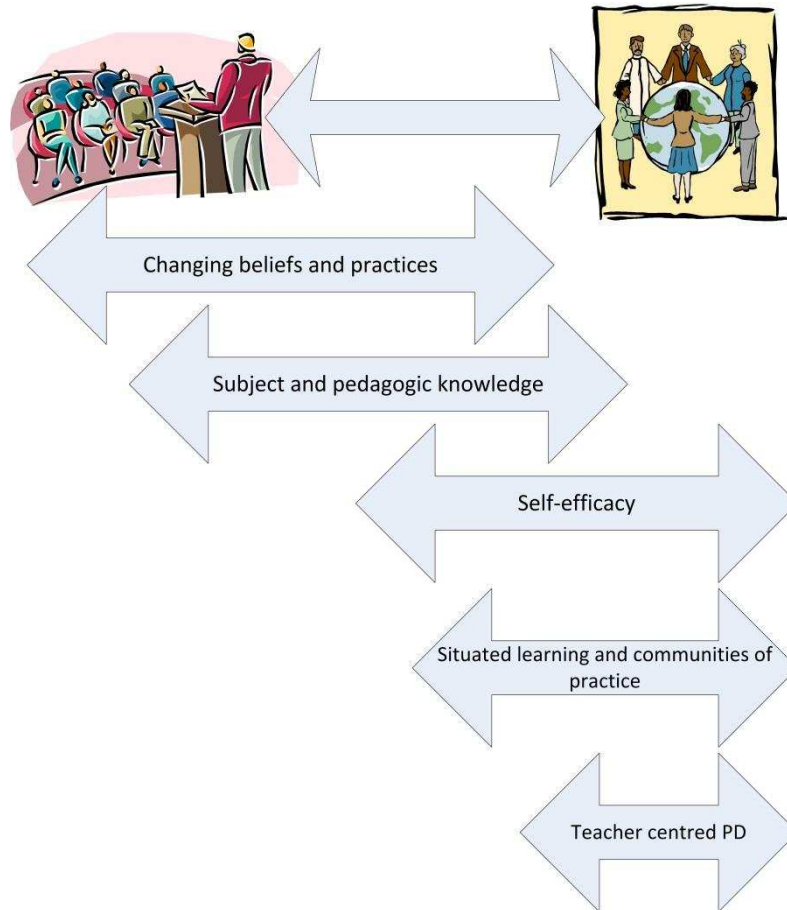 Changing beliefs and practices
Subject and pedagogic knowledge
Self-efficacy
Situated learning and communities of
practice
Teacher centred PD